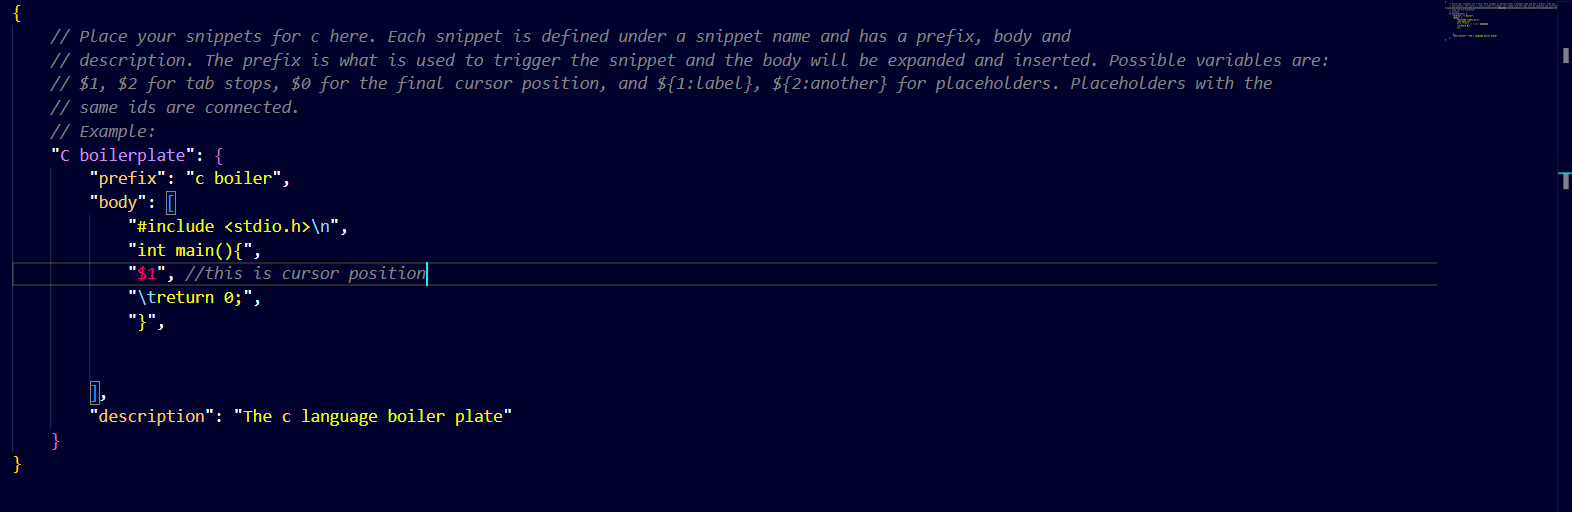 {
    // Place your snippets for c here. Each snippet is defined under a snippet name and has a prefix, body and
    // description. The prefix is what is used to trigger the snippet and the body will be expanded and inserted. Possible variables are:
    // $1, $2 for tab stops, $0 for the final cursor position, and ${1:label}, ${2:another} for placeholders. Placeholders with the
    // same ids are connected.
    // Example:
    "C boilerplate": {
        "prefix": "c boiler",
        "body": [
            "#include <stdio.h>\n",
            "int main(){",
            "$1", //this is cursor position
            "\treturn 0;",
            "}",
        ],
        "description": "The c language boiler plate"
    }
}